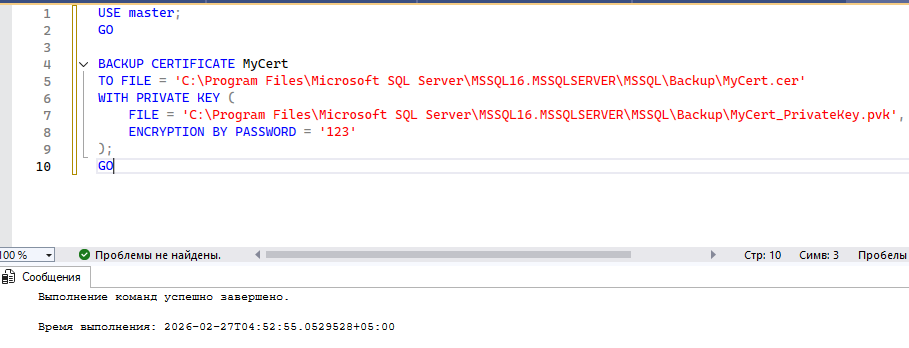 1 USE master;
2 GO
3
4 BACKUP CERTIFICATE MyCert
5 TO FILE = 'C:\Program Files\Microsoft SQL Server\MSSQL16.MSSQLSERVER\MSSQL\Backup\MyCert.cer'
6 WITH PRIVATE KEY (
7 FILE = 'C:\Program Files\Microsoft SQL Server\MSSQL16.MSSQLSERVER\MSSQL\Backup\MyCert_PrivateKey.pvk',
8 ENCRYPTION BY PASSWORD = '123'
9 );
10 GO
100 % Проблемы не найдены. Стр: 10 Симв: 3 Пробелы
Сообщения
Выполнение команд успешно завершено.
Время выполнения: 2026-02-27T04:52:55.0529528+05:00